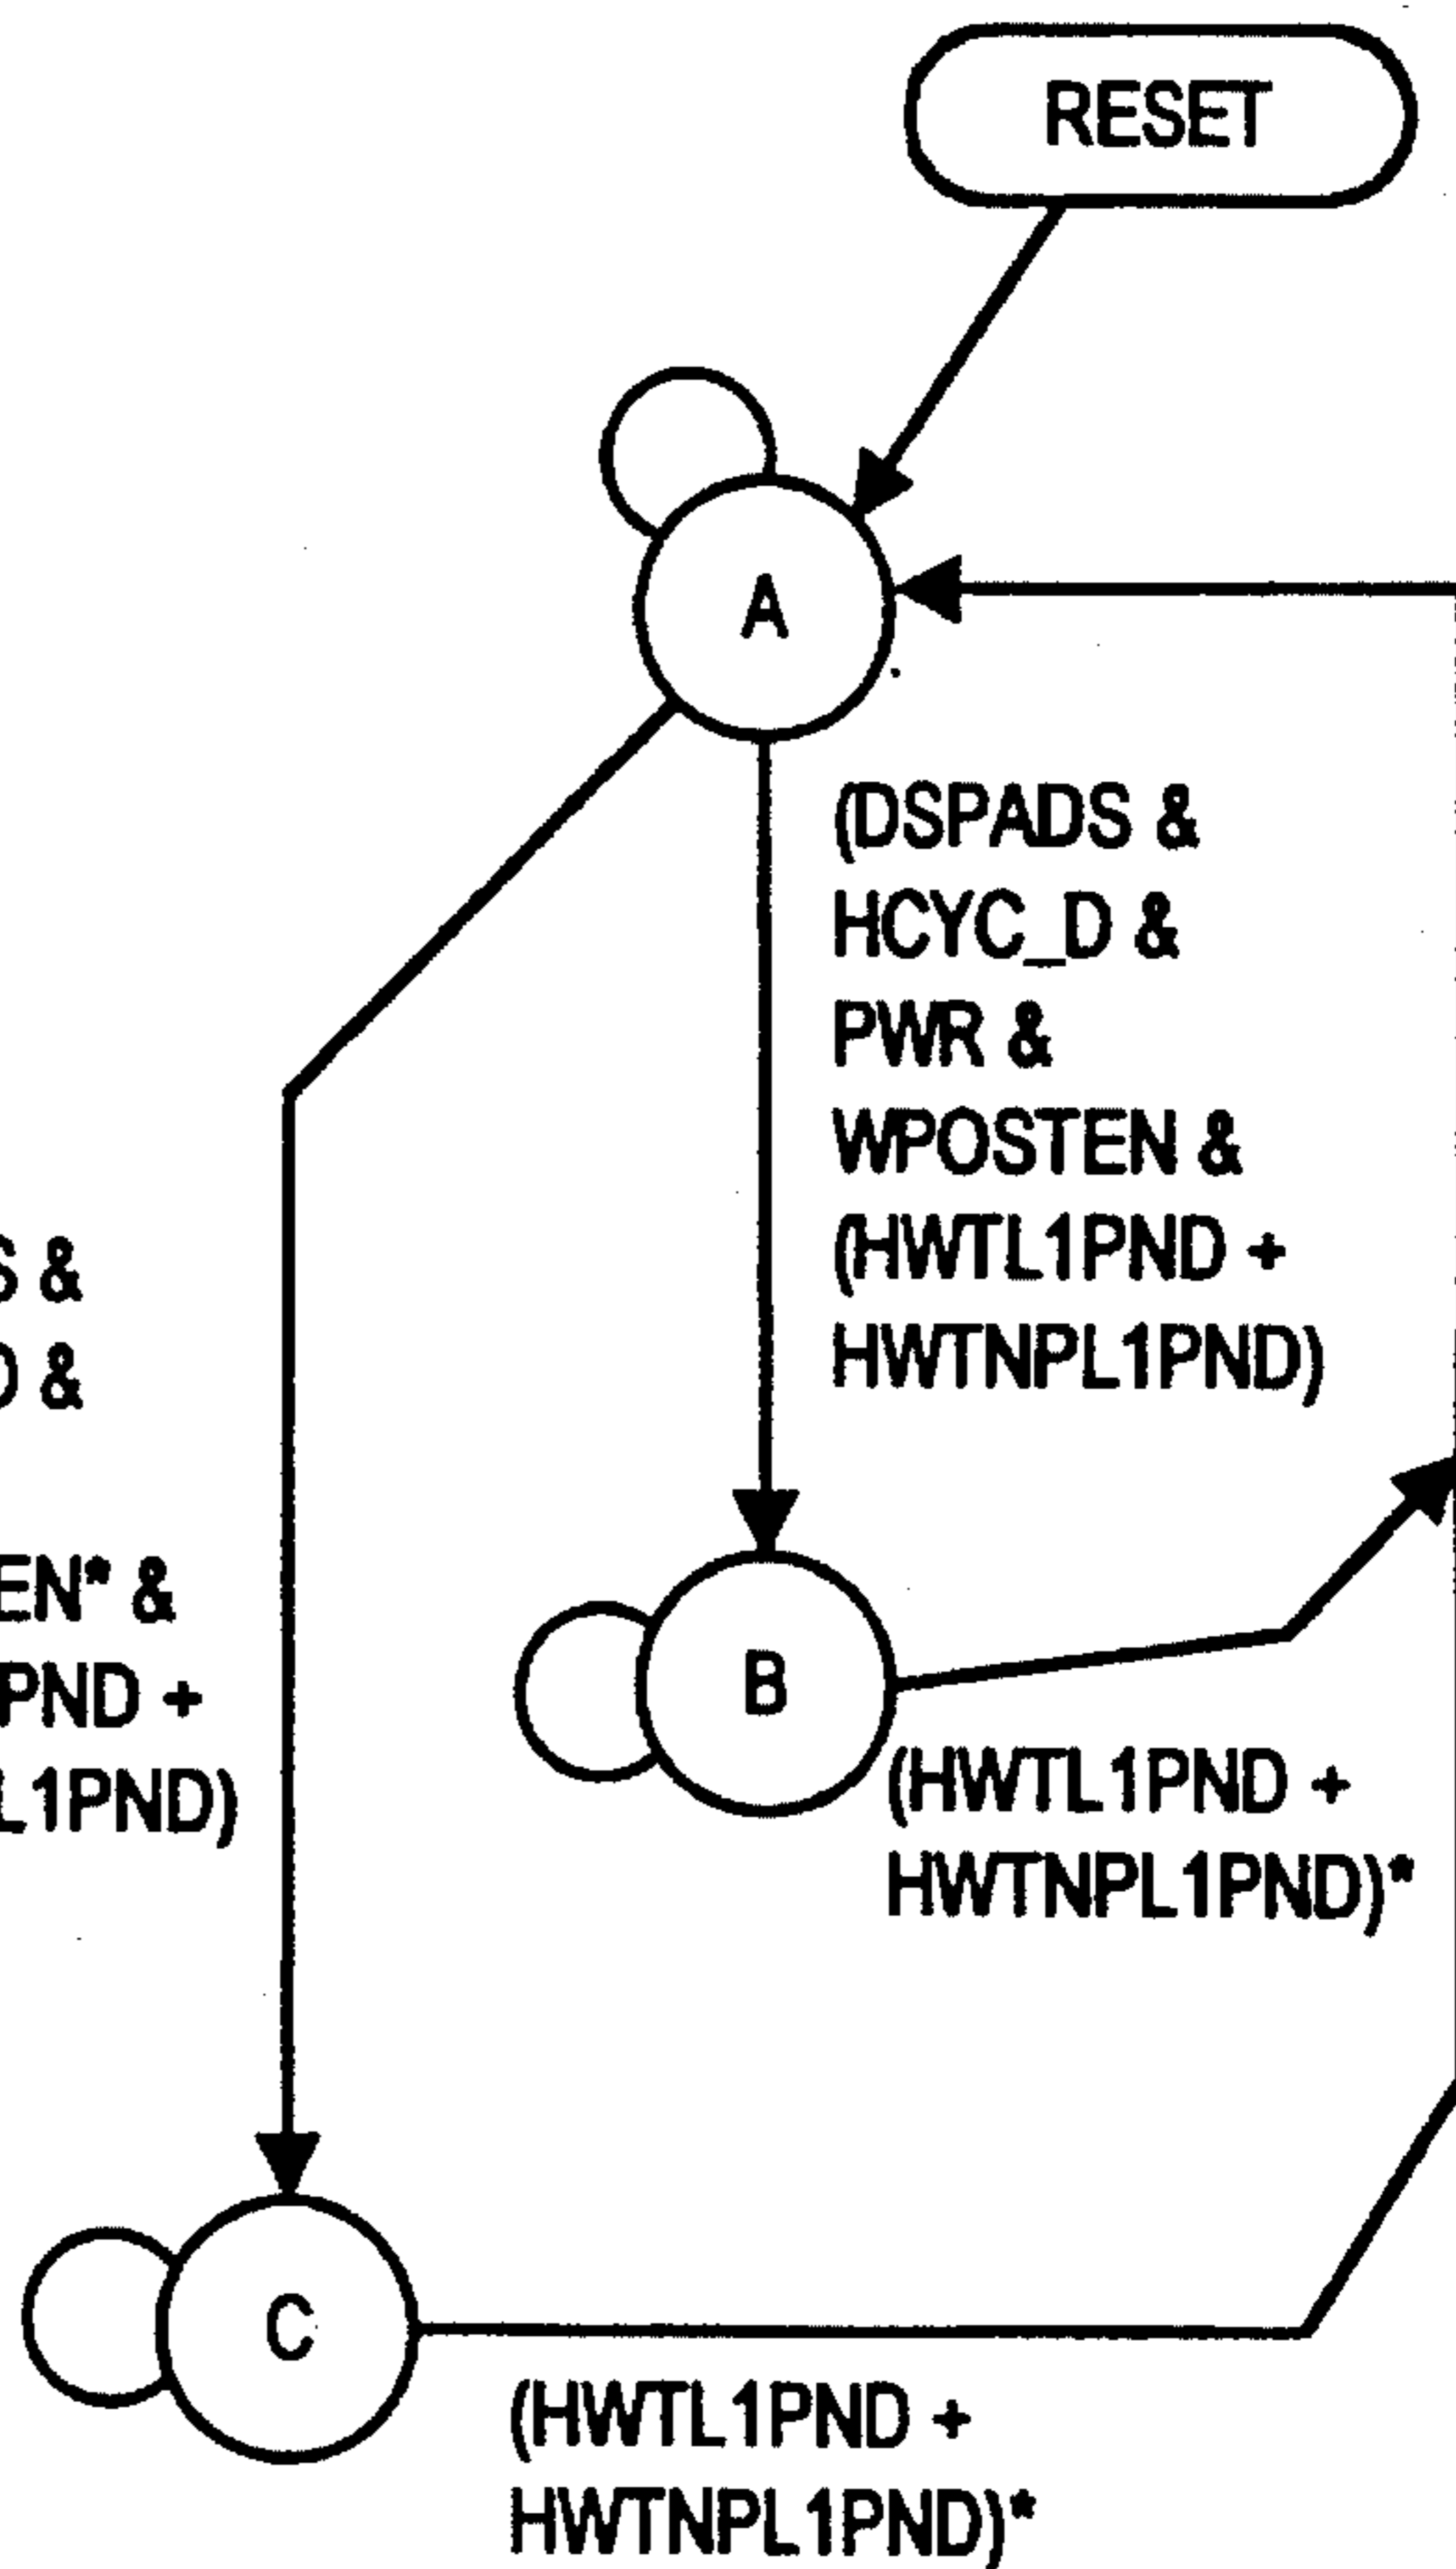 RESET
A
(DSPADS &
HCYC_D &
PWR &
WPOSTEN &
(HWTL1PND +
HWTNPL1PND)
S &
D &
EN* &
PND +
L1PND)
B
(HWTL1PND +
HWTNPL1PND)*
C
(HWTL1PND +
HWTNPL1PND)*